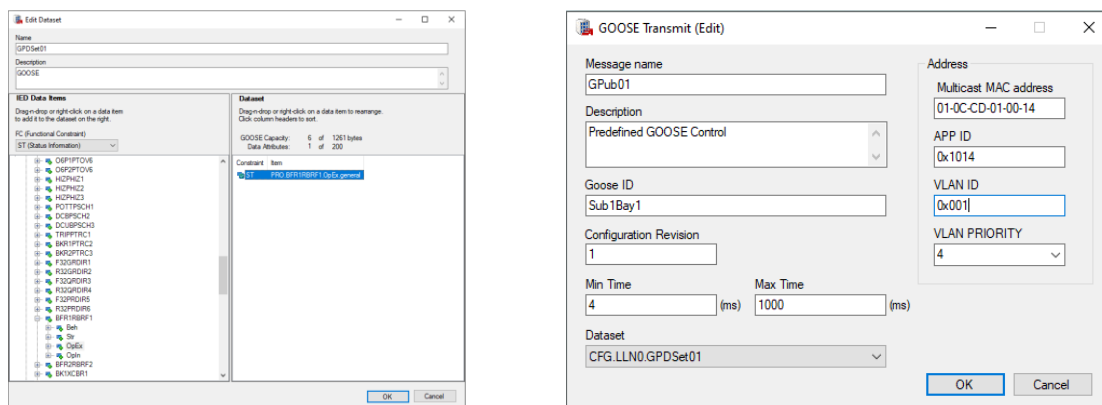 Edit Dataset
Name
GPDSet01
Description
GOOSE
IED Data Items
Drag-n-drop or right-click on a data item
to add it to the dataset on the right.
FC (Functional Constraint)
ST (Status Information)
O6P1PTOV6
O6P2PTOV6
HIZPHIZ1
HIZPHIZ2
HIZPHIZ3
POTTPSCH1
DCBPSCH2
DCUBPSCH3
TRIPPTRC1
BKR1PTRC2
BKR2PTRC3
F32GRDIR1
R32GRDIR2
F32QRDIR3
R32QRDIR4
F32PRDIR5
R32PRDIR6
BFR1RBRF1
Beh
Str
OpEx
OpIn
BFR2RBRF2
BK1XCBR1
Dataset
Drag-n-drop or right-click on a data item to rearrange.
Click column headers to sort.
GOOSE Capacity: 6 of 1261 bytes
Data Attributes: 1 of 200
Constraint Item
ST PRO.BFR1RBRF1.OpEx.general
OK Cancel
GOOSE Transmit (Edit)
Message name
GPub01
Description
Predefined GOOSE Control
Goose ID
Sub1Bay1
Configuration Revision
1
Min Time Max Time
4 (ms) 1000 (ms)
Dataset
CFG.LLN0.GPDSet01
Address
Multicast MAC address
01-0C-CD-01-00-14
APP ID
0x1014
VLAN ID
0x001
VLAN PRIORITY
4
OK Cancel